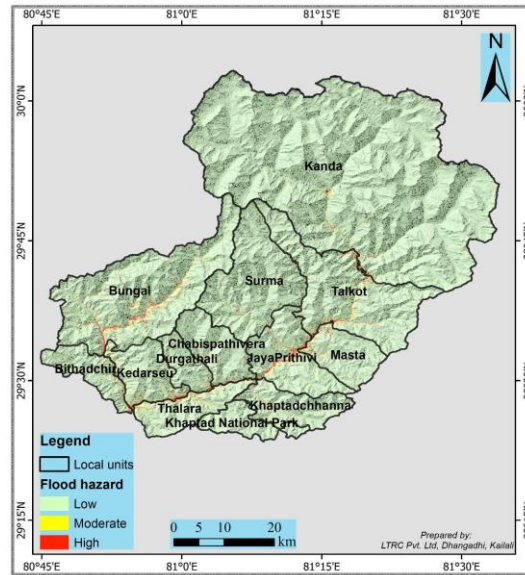 80°45'E 81°0'E 81°15'E 81°30'E
N
30°0'N
Kanda
29°45'N
Bungal
Surma
Talkot
Chabispathivera
Durgathali
JayaPrithivi
Masta
Bithadchir
Kedarseu
29°30'N
Thalara
Khaptadchhanna
Khaptad National Park
Legend
Local units
Flood hazard
Low
Moderate
High
29°15'N
0 5 10 20
km
Prepared by:
LTRC Pvt. Ltd, Dhangadhi, Kailali
80°45'E 81°0'E 81°15'E 81°30'E